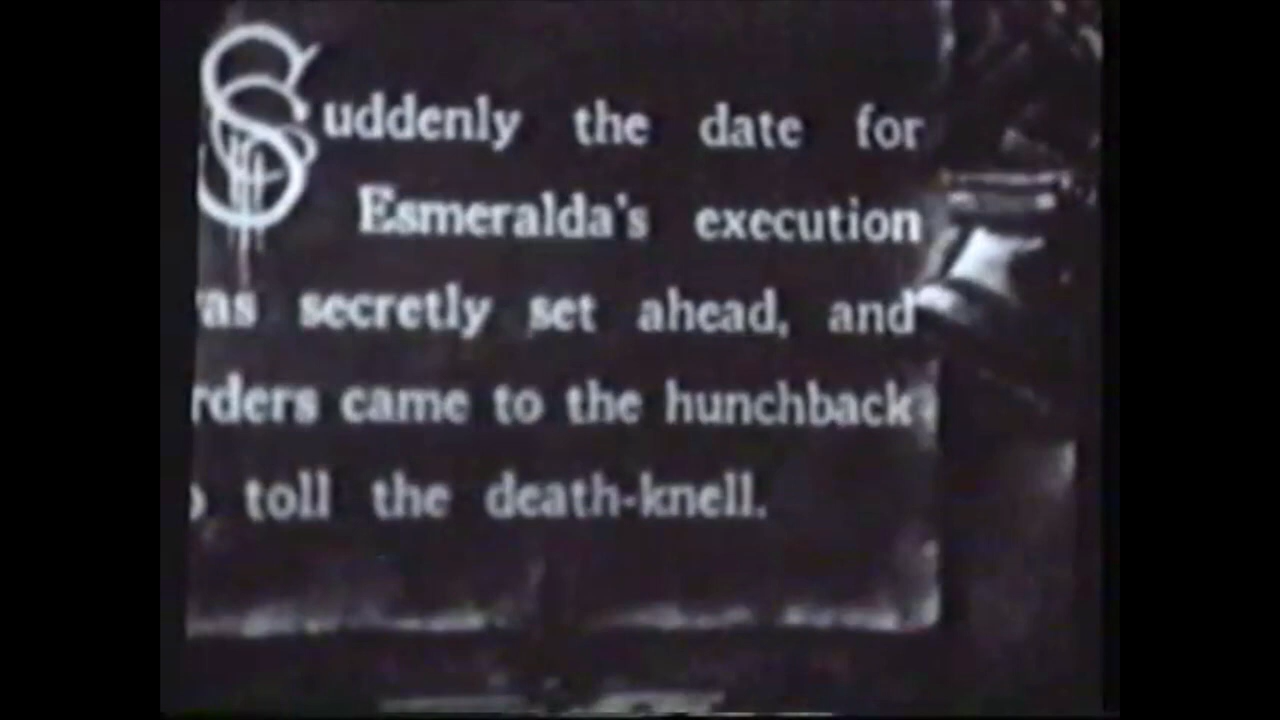 Suddenly the date for
Esmeralda's execution
as secretly set ahead, and
rders came to the hunchback
toll the death-knell.